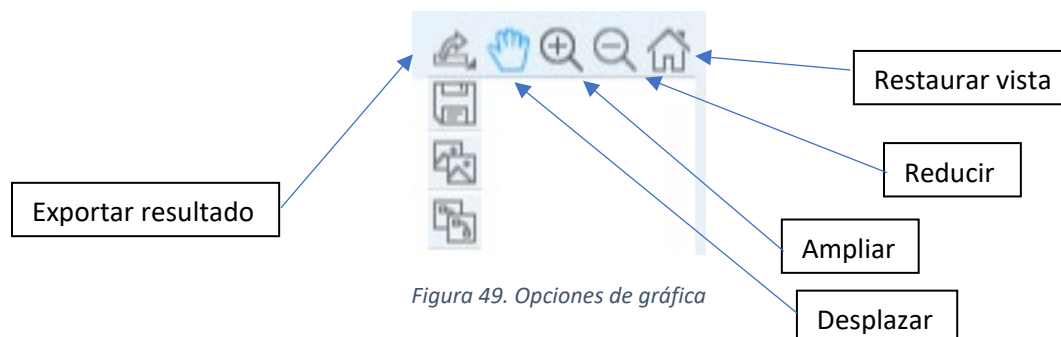 Restaurar vista
Reducir
Exportar resultado
Ampliar
Figura 49. Opciones de gráfica
Desplazar